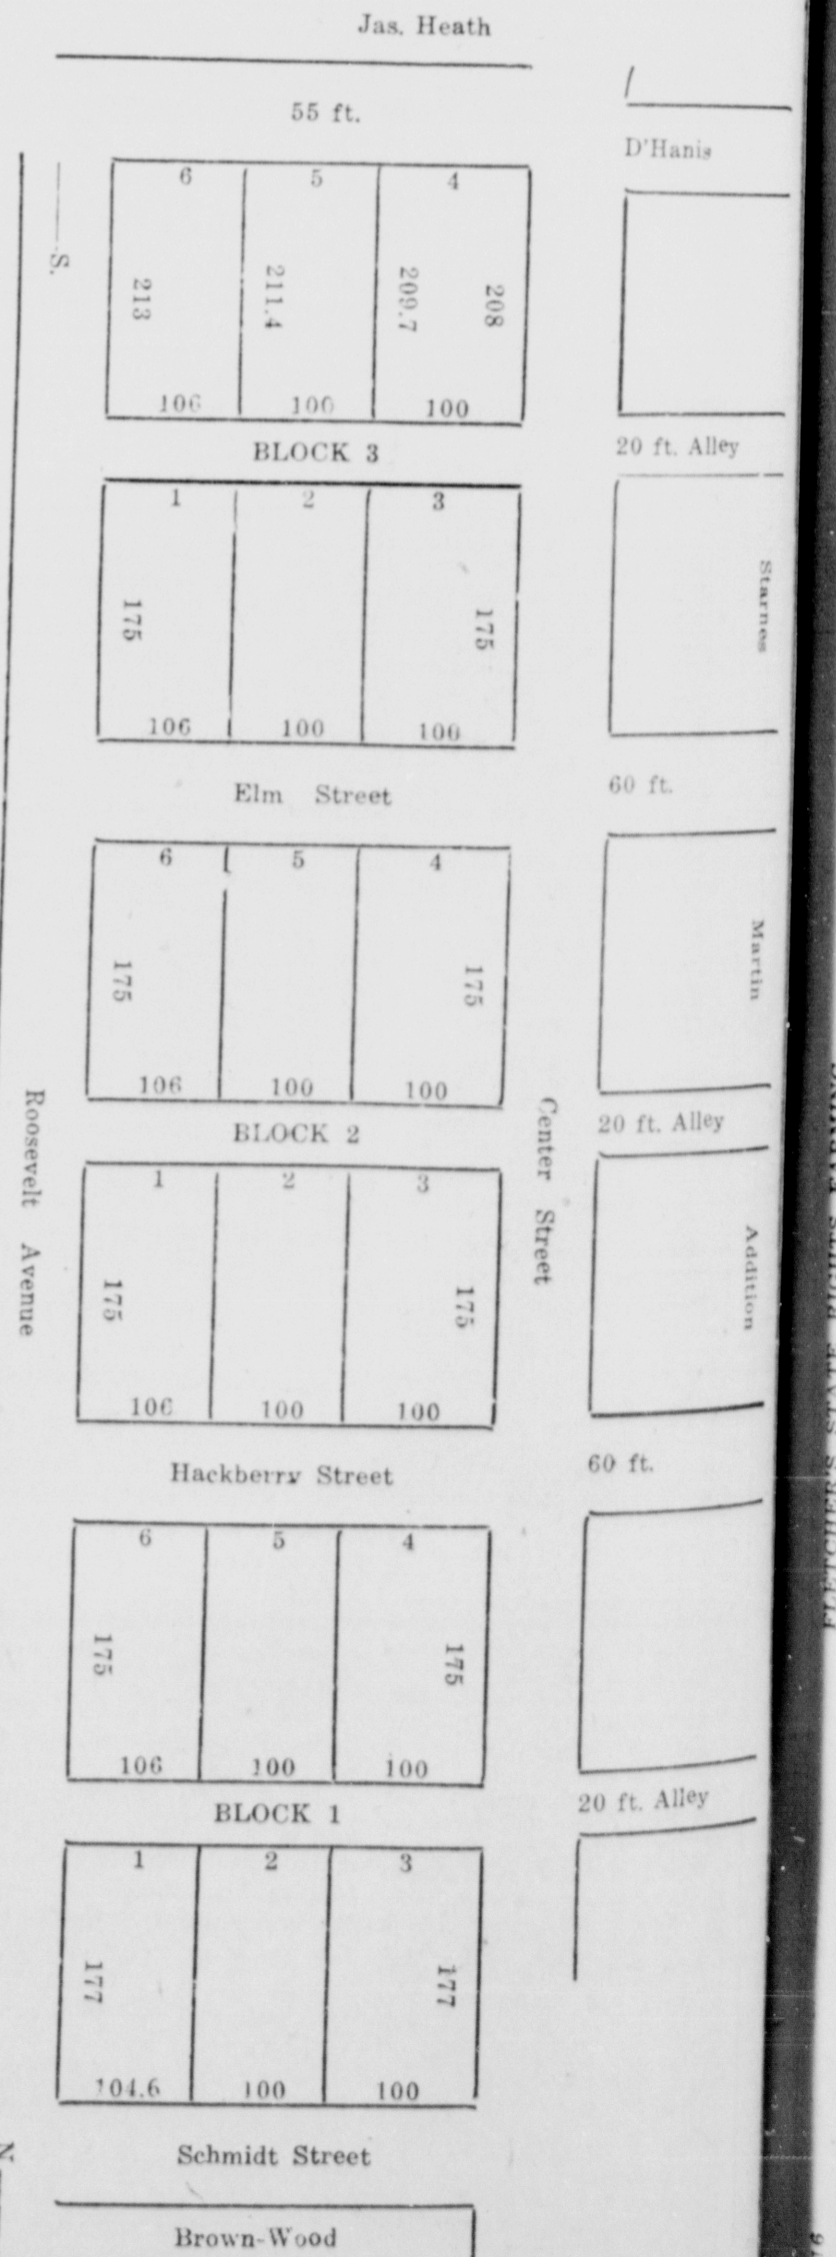 Jas. Heath
55 ft.
D'Hanis
S.
6 5 4
213 211.4 209.7 208
106 100 100
BLOCK 3
20 ft. Alley
1 2 3
175 175
Starnes
106 100 100
Elm Street
60 ft.
6 5 4
175 175
Martin
106 100 100
BLOCK 2
20 ft. Alley
Roosevelt Avenue
Center Street
1 2 3
175 175
Addition
106 100 100
Hackberry Street
60 ft.
6 5 4
175 175
106 100 100
BLOCK 1
20 ft. Alley
1 2 3
177 177
104.6 100 100
Schmidt Street
N
Brown-Wood
16